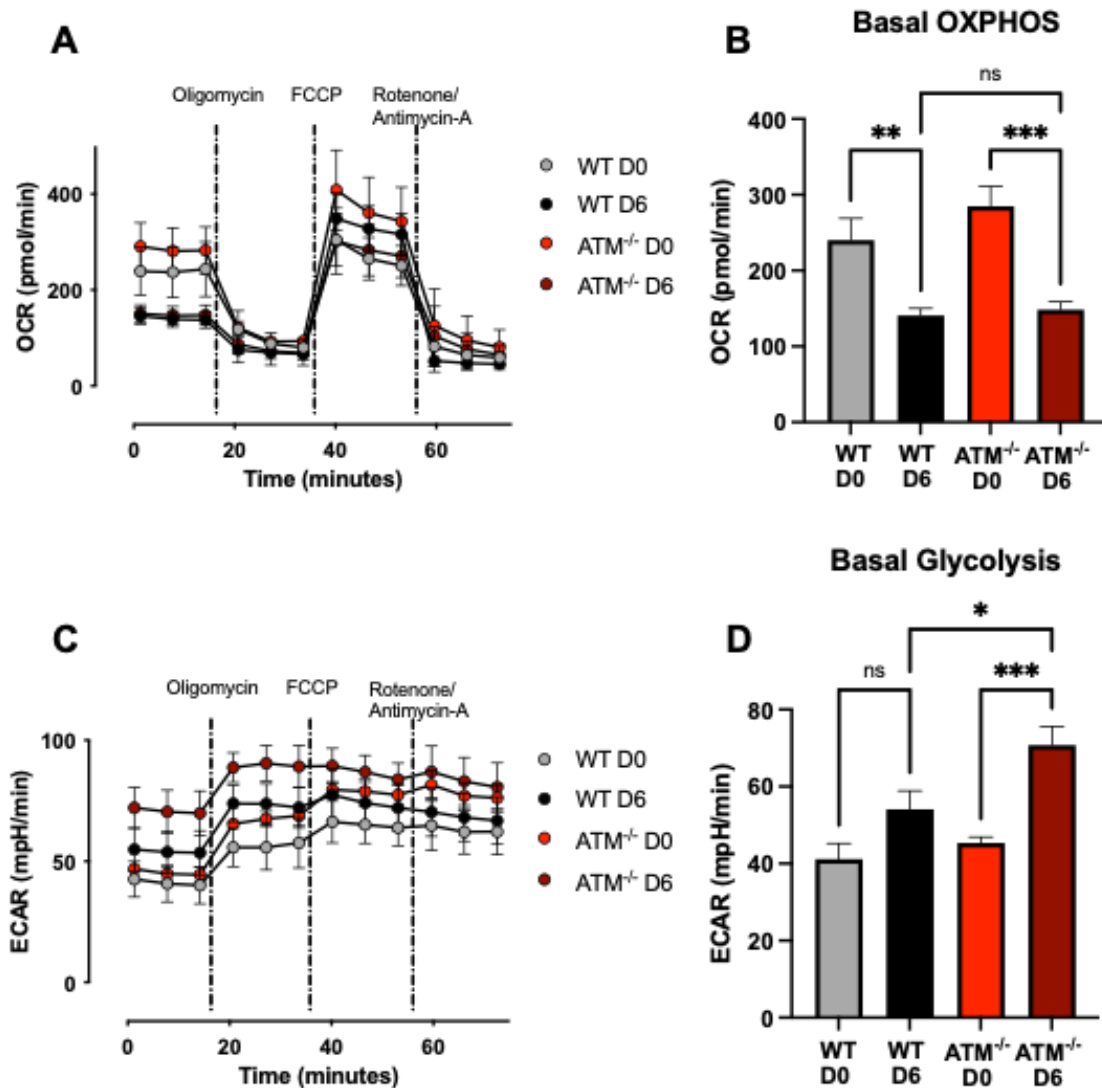 A
Oligomycin
FCCP
Rotenone/
Antimycin-A
OCR (pmol/min)
400
200
0
0
20
40
60
Time (minutes)
WT D0
WT D6
ATM-/- D0
ATM-/- D6
B
Basal OXPHOS
ns
**
***
OCR (pmol/min)
400
300
200
100
0
WT
D0
WT
D6
ATM-/-
D0
ATM-/-
D6
C
Oligomycin
FCCP
Rotenone/
Antimycin-A
ECAR (mpH/min)
100
50
0
0
20
40
60
Time (minutes)
WT D0
WT D6
ATM-/- D0
ATM-/- D6
Basal Glycolysis
D
*
ns
***
ECAR (mpH/min)
80
60
40
20
0
WT
D0
WT
D6
ATM-/-
D0
ATM-/-
D6